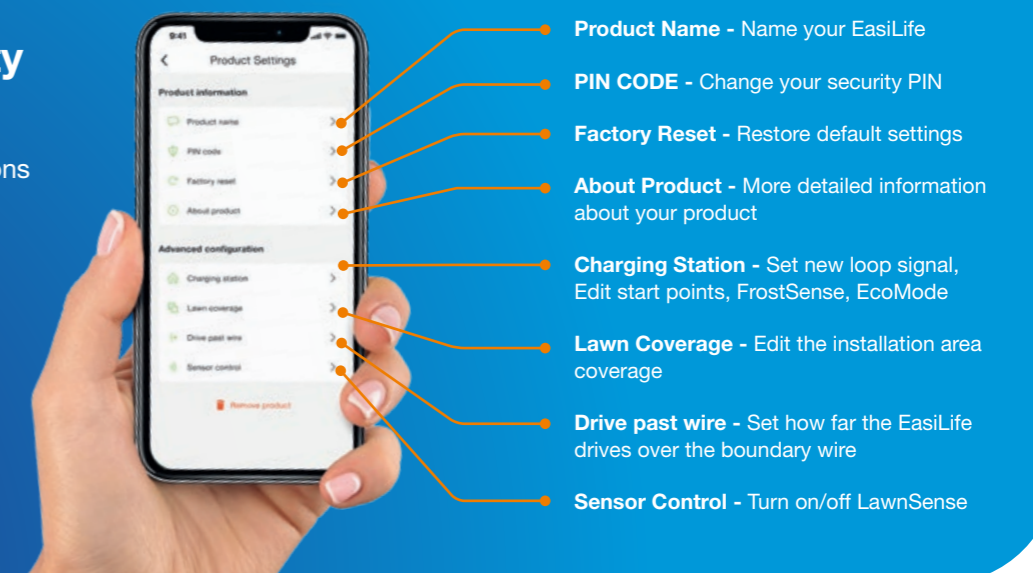 ty
ons
9:41
Product Settings
Product information
Product name
PIN code
Factory reset
About product
Advanced configuration
Charging station
Lawn coverage
Drive past wire
Sensor control
Remove product
Product Name - Name your EasiLife
PIN CODE - Change your security PIN
Factory Reset - Restore default settings
About Product - More detailed information
about your product
Charging Station - Set new loop signal,
Edit start points, FrostSense, EcoMode
Lawn Coverage - Edit the installation area
coverage
Drive past wire - Set how far the EasiLife
drives over the boundary wire
Sensor Control - Turn on/off LawnSense